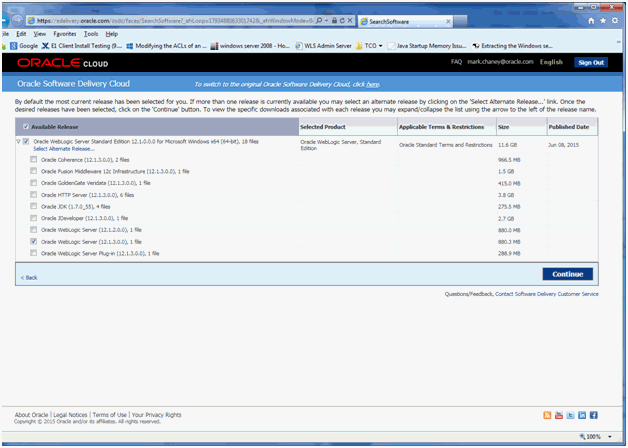 https://edelivery.oracle.com/osdc/faces/SearchSoftware?
SearchSoftware
File Edit View Favorites Tools Help
Google E1 Client Install Testing (9.... Modifying the ACLs of an ... windows server 2008 - Ho... WLS Admin Server TCO Java Startup Memory Issu... Extracting the Windows se...
ORACLE CLOUD
FAQ mark.chaney@oracle.com English Sign Out
Oracle Software Delivery Cloud
To switch to the original Oracle Software Delivery Cloud, click here.
By default the most current release has been selected for you. If more than one release is currently available you may select an alternate release by clicking on the 'Select Alternate Release...' link. Once the
desired releases have been selected, click on the 'Continue' button. To view the specific downloads associated with each release you may expand/collapse the list using the arrow to the left of the release name.
Available Release Selected Product Applicable Terms & Restrictions Size Published Date
Oracle WebLogic Server Standard Edition 12.1.0.0.0 for Microsoft Windows x64 (64-bit), 18 files Oracle WebLogic Server, Standard Edition Oracle Standard Terms and Restrictions 11.6 GB Jun 08, 2015
Select Alternate Release...
Oracle Coherence (12.1.3.0.0), 2 files 966.5 MB
Oracle Fusion Middleware 12c Infrastructure (12.1.3.0.0), 1 file 1.5 GB
Oracle GoldenGate Veridata (12.1.3.0.0), 1 file 415.0 MB
Oracle HTTP Server (12.1.3.0.0), 6 files 3.8 GB
Oracle JDK (1.7.0_55), 4 files 275.5 MB
Oracle JDeveloper (12.1.3.0.0), 1 file 2.7 GB
Oracle WebLogic Server (12.1.2.0.0), 1 file 880.0 MB
Oracle WebLogic Server (12.1.3.0.0), 1 file 880.3 MB
Oracle WebLogic Server Plug-in (12.1.3.0.0), 1 file 288.9 MB
< Back
Continue
Questions/Feedback, Contact Software Delivery Customer Service
About Oracle | Legal Notices | Terms of Use | Your Privacy Rights
Copyright © 2015 Oracle and/or its affiliates. All rights reserved.
100%